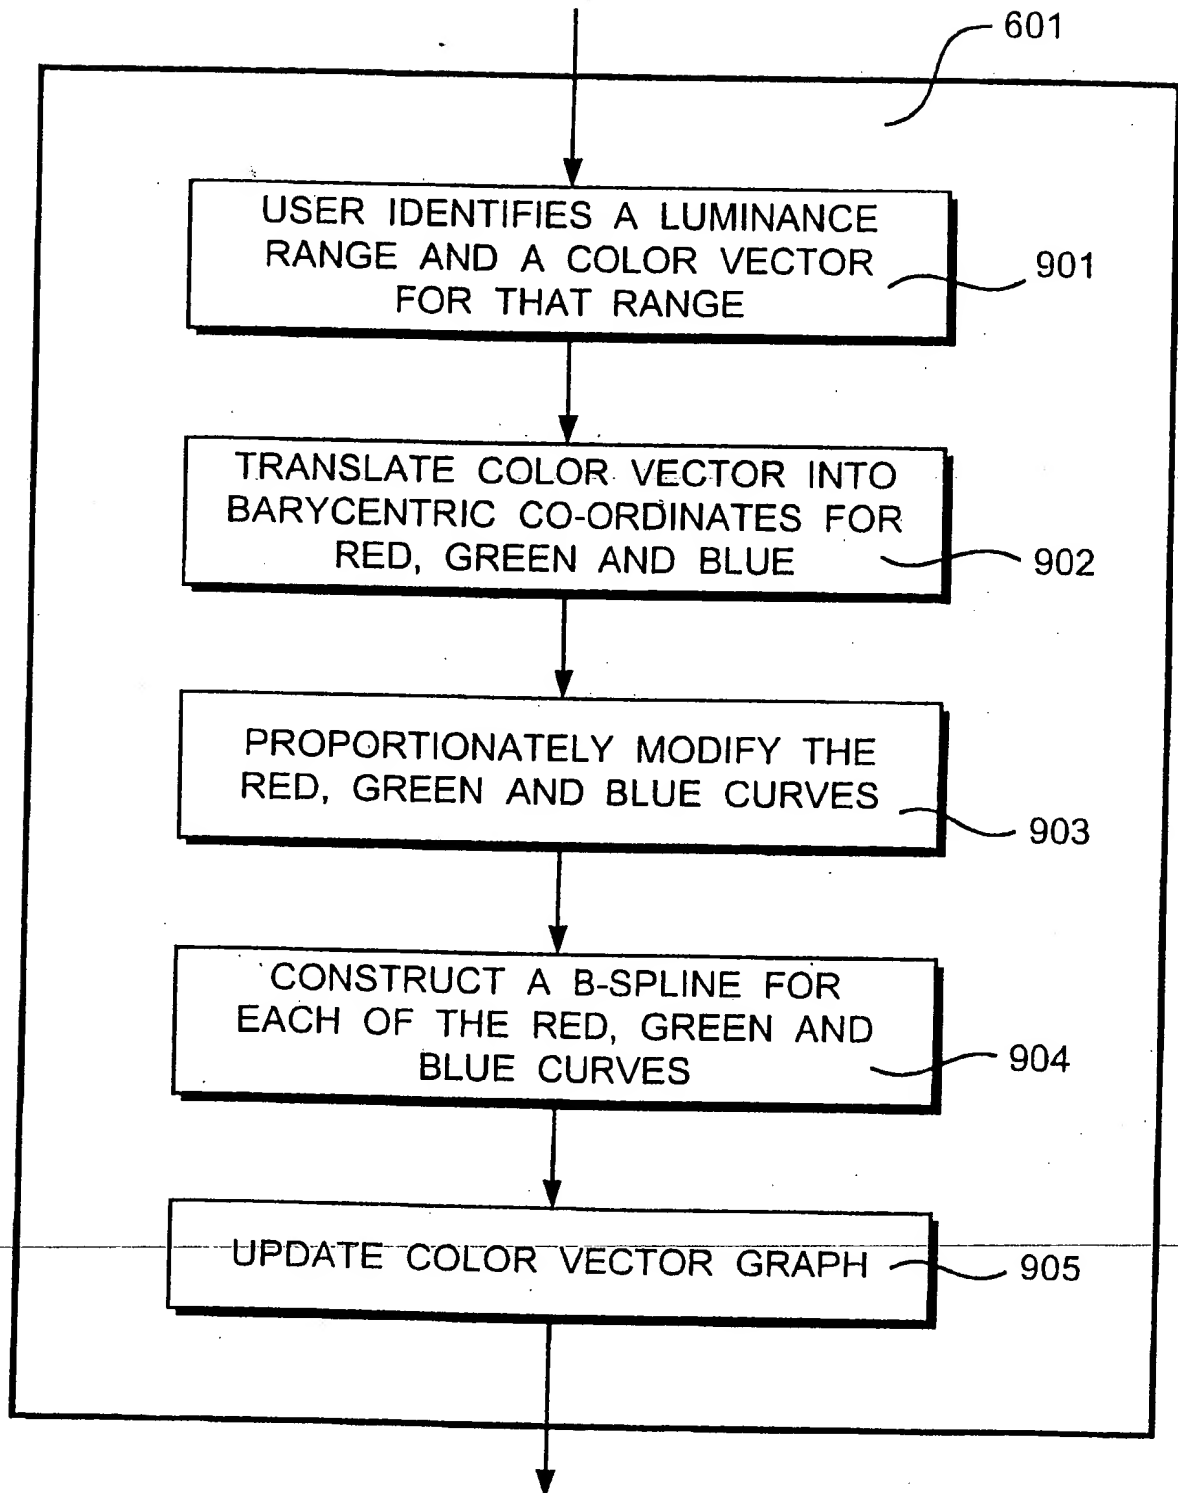 601
USER IDENTIFIES A LUMINANCE
RANGE AND A COLOR VECTOR
FOR THAT RANGE
901
TRANSLATE COLOR VECTOR INTO
BARYCENTRIC CO-ORDINATES FOR
RED, GREEN AND BLUE
902
PROPORTIONATELY MODIFY THE
RED, GREEN AND BLUE CURVES
903
CONSTRUCT A B-SPLINE FOR
EACH OF THE RED, GREEN AND
BLUE CURVES
904
UPDATE COLOR VECTOR GRAPH
905